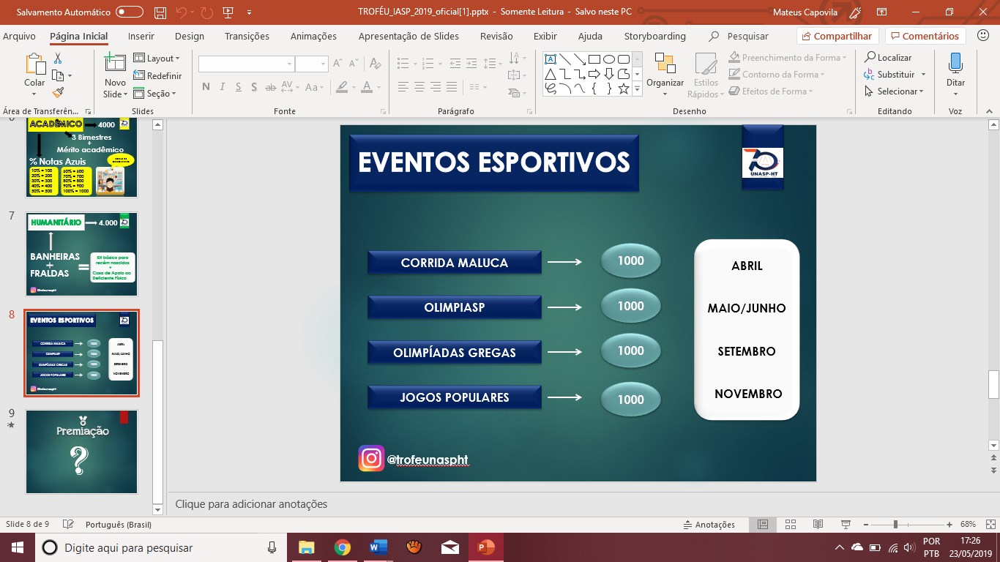 Salvamento Automático
TROFÉU_IASP_2019_oficial[1].pptx - Somente Leitura - Salvo neste PC
Mateus Capovila
Arquivo Página Inicial Inserir Design Transições Animações Apresentação de Slides Revisão Exibir Ajuda Storyboarding Pesquisar Compartilhar Comentários
Colar
Novo Slide
Layout
Redefinir
Seção
N I S S ab AV Aa A
Organizar
Estilos Rápidos
Preenchimento da Forma
Contorno da Forma
Efeitos de Forma
Localizar
Substituir
Selecionar
Ditar
Área de Transferên... Slides Fonte Parágrafo Desenho Editando Voz
ACADÊMICO 4000
3 Bimestres
+
Mérito acadêmico
% Notas Azuis
10% = 100
20% = 200
30% = 300
40% = 400
50% = 500
60% = 600
70% = 700
80% = 800
90% = 900
100% = 1000
7
HUMANITÁRIO 4.000
BANHEIRAS
+
FRALDAS
=
Kit básico para
recém nascidos
+
Casa de Apoio ao
Deficiente Físico
@trofeunaspht
8
EVENTOS ESPORTIVOS
CORRIDA MALUCA 1000 ABRIL
OLIMPIASP 1000 MAIO/JUNHO
OLIMPÍADAS GREGAS 1000 SETEMBRO
JOGOS POPULARES 1000 NOVEMBRO
@trofeunaspht
9
Premiação
?
EVENTOS ESPORTIVOS
70
UNASP-HT
CORRIDA MALUCA 1000 ABRIL
OLIMPIASP 1000 MAIO/JUNHO
OLIMPÍADAS GREGAS 1000 SETEMBRO
JOGOS POPULARES 1000 NOVEMBRO
@trofeunaspht
Clique para adicionar anotações
Slide 8 de 9 Português (Brasil) Anotações 68%
Digite aqui para pesquisar
POR
PTB
17:26
23/05/2019